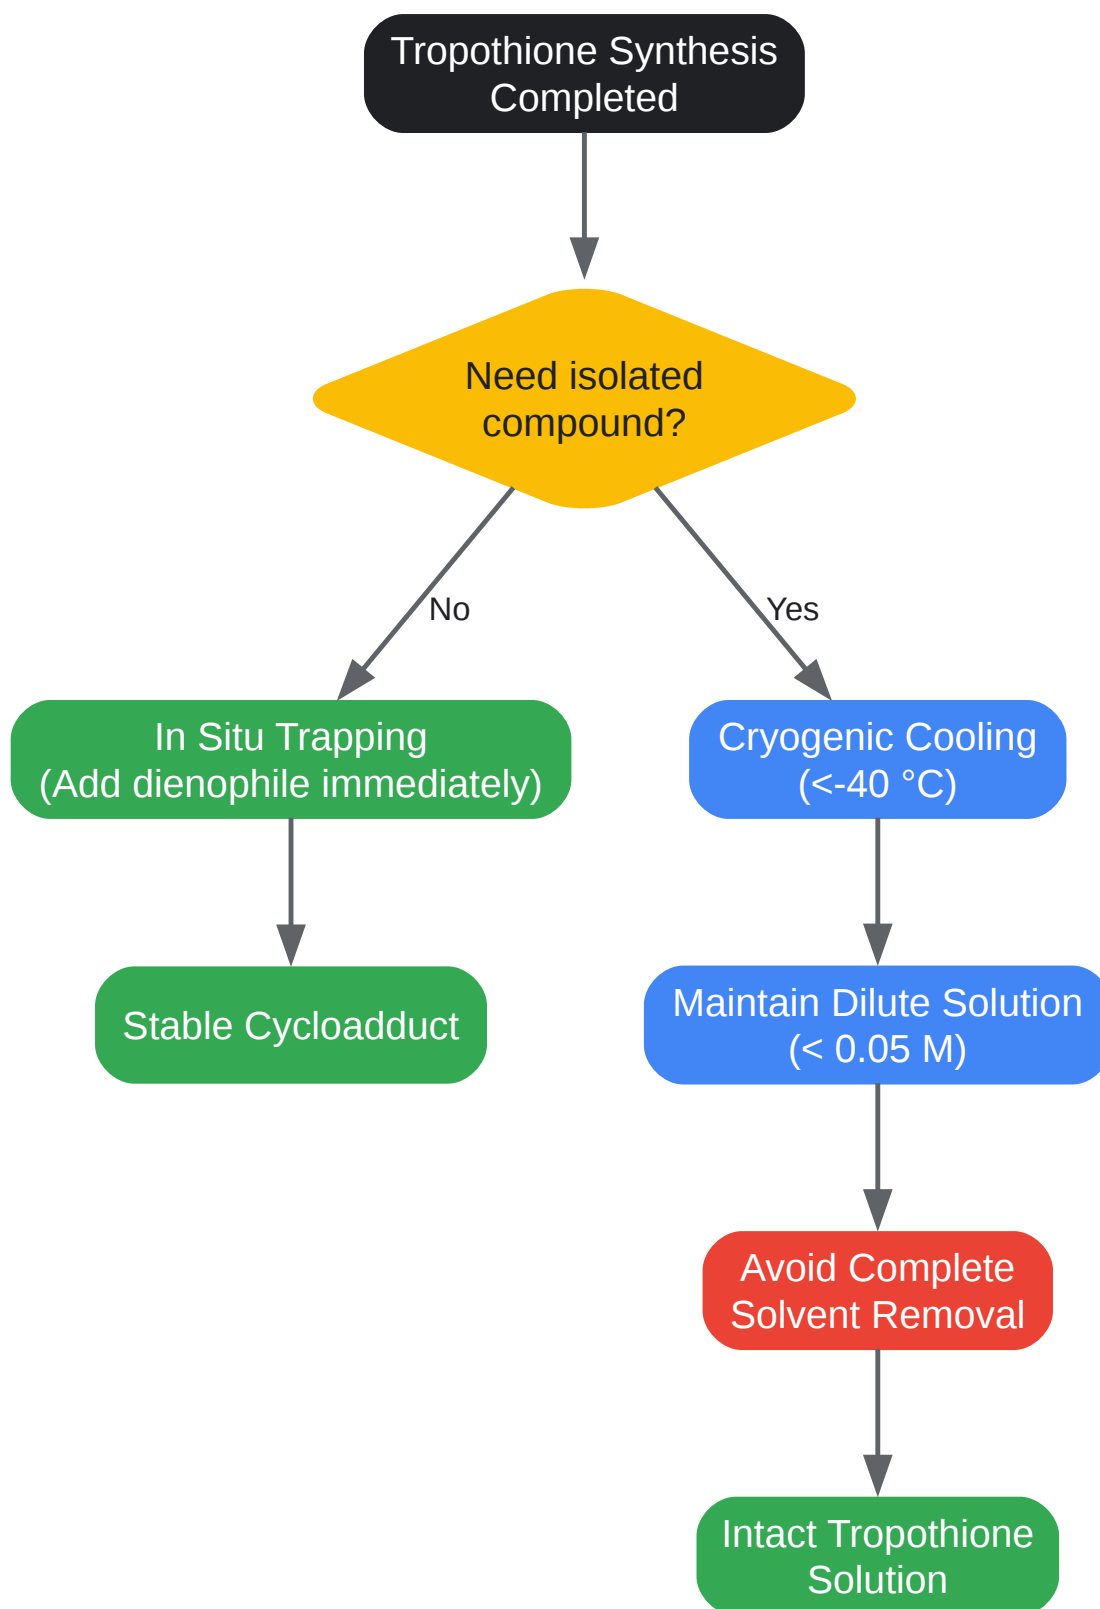 Tropothione Synthesis
Completed
Need isolated
compound?
No
Yes
In Situ Trapping
(Add dienophile immediately)
Cryogenic Cooling
(<-40 °C)
Stable Cycloadduct
Maintain Dilute Solution
(< 0.05 M)
Avoid Complete
Solvent Removal
Intact Tropothione
Solution